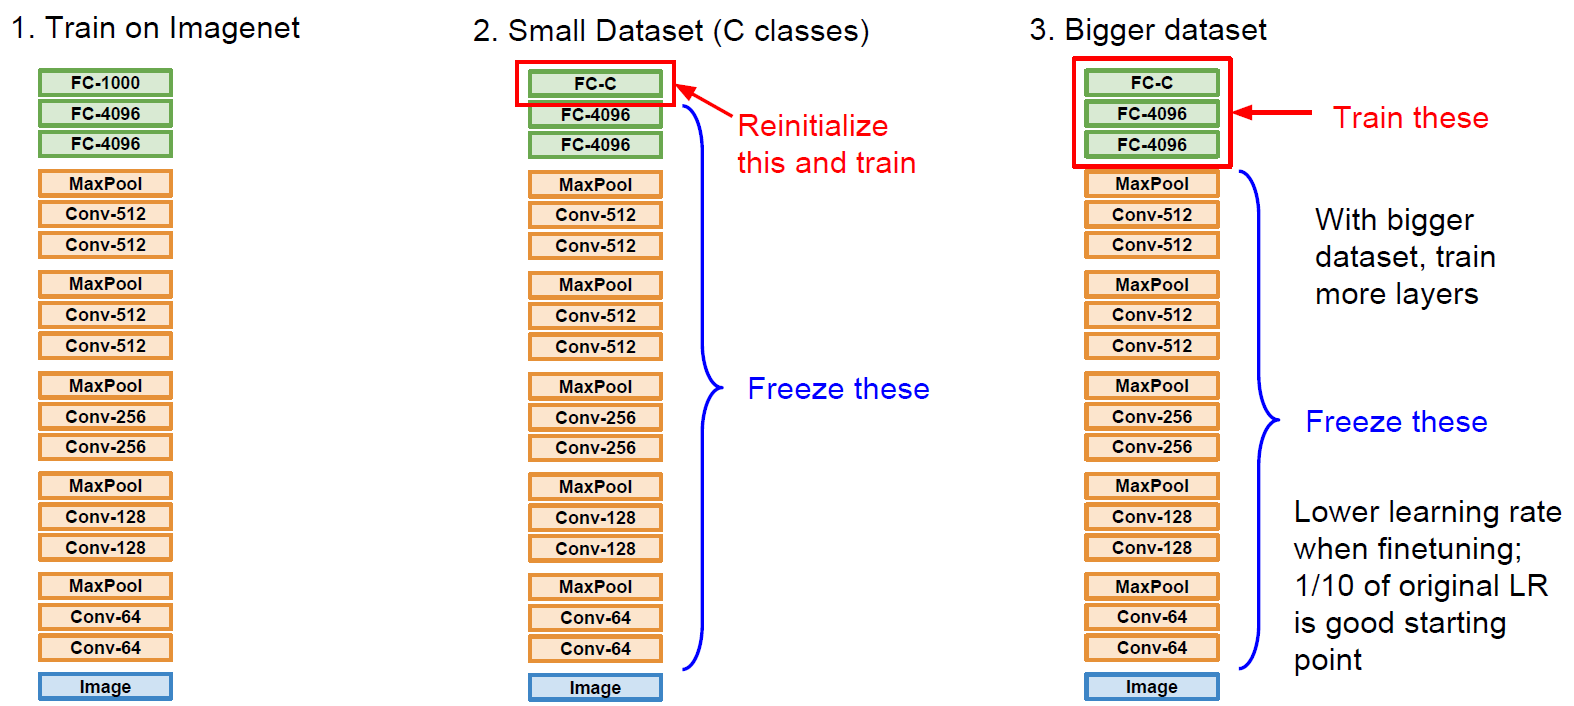 1. Train on Imagenet
FC-1000
FC-4096
FC-4096
MaxPool
Conv-512
Conv-512
MaxPool
Conv-512
Conv-512
MaxPool
Conv-256
Conv-256
MaxPool
Conv-128
Conv-128
MaxPool
Conv-64
Conv-64
Image
2. Small Dataset (C classes)
FC-C
FC-4096
FC-4096
MaxPool
Conv-512
Conv-512
MaxPool
Conv-512
Conv-512
MaxPool
Conv-256
Conv-256
MaxPool
Conv-128
Conv-128
MaxPool
Conv-64
Conv-64
Image
Reinitialize
this and train
Freeze these
3. Bigger dataset
FC-C
FC-4096
FC-4096
MaxPool
Conv-512
Conv-512
MaxPool
Conv-512
Conv-512
MaxPool
Conv-256
Conv-256
MaxPool
Conv-128
Conv-128
MaxPool
Conv-64
Conv-64
Image
Train these
With bigger
dataset, train
more layers
Freeze these
Lower learning rate
when finetuning;
1/10 of original LR
is good starting
point